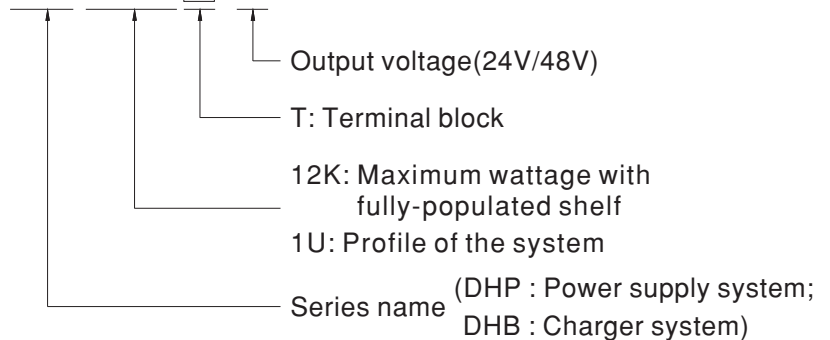 Output voltage(24V/48V)
T: Terminal block
12K: Maximum wattage with
fully-populated shelf
1U: Profile of the system
Series name (DHP : Power supply system;
DHB : Charger system)